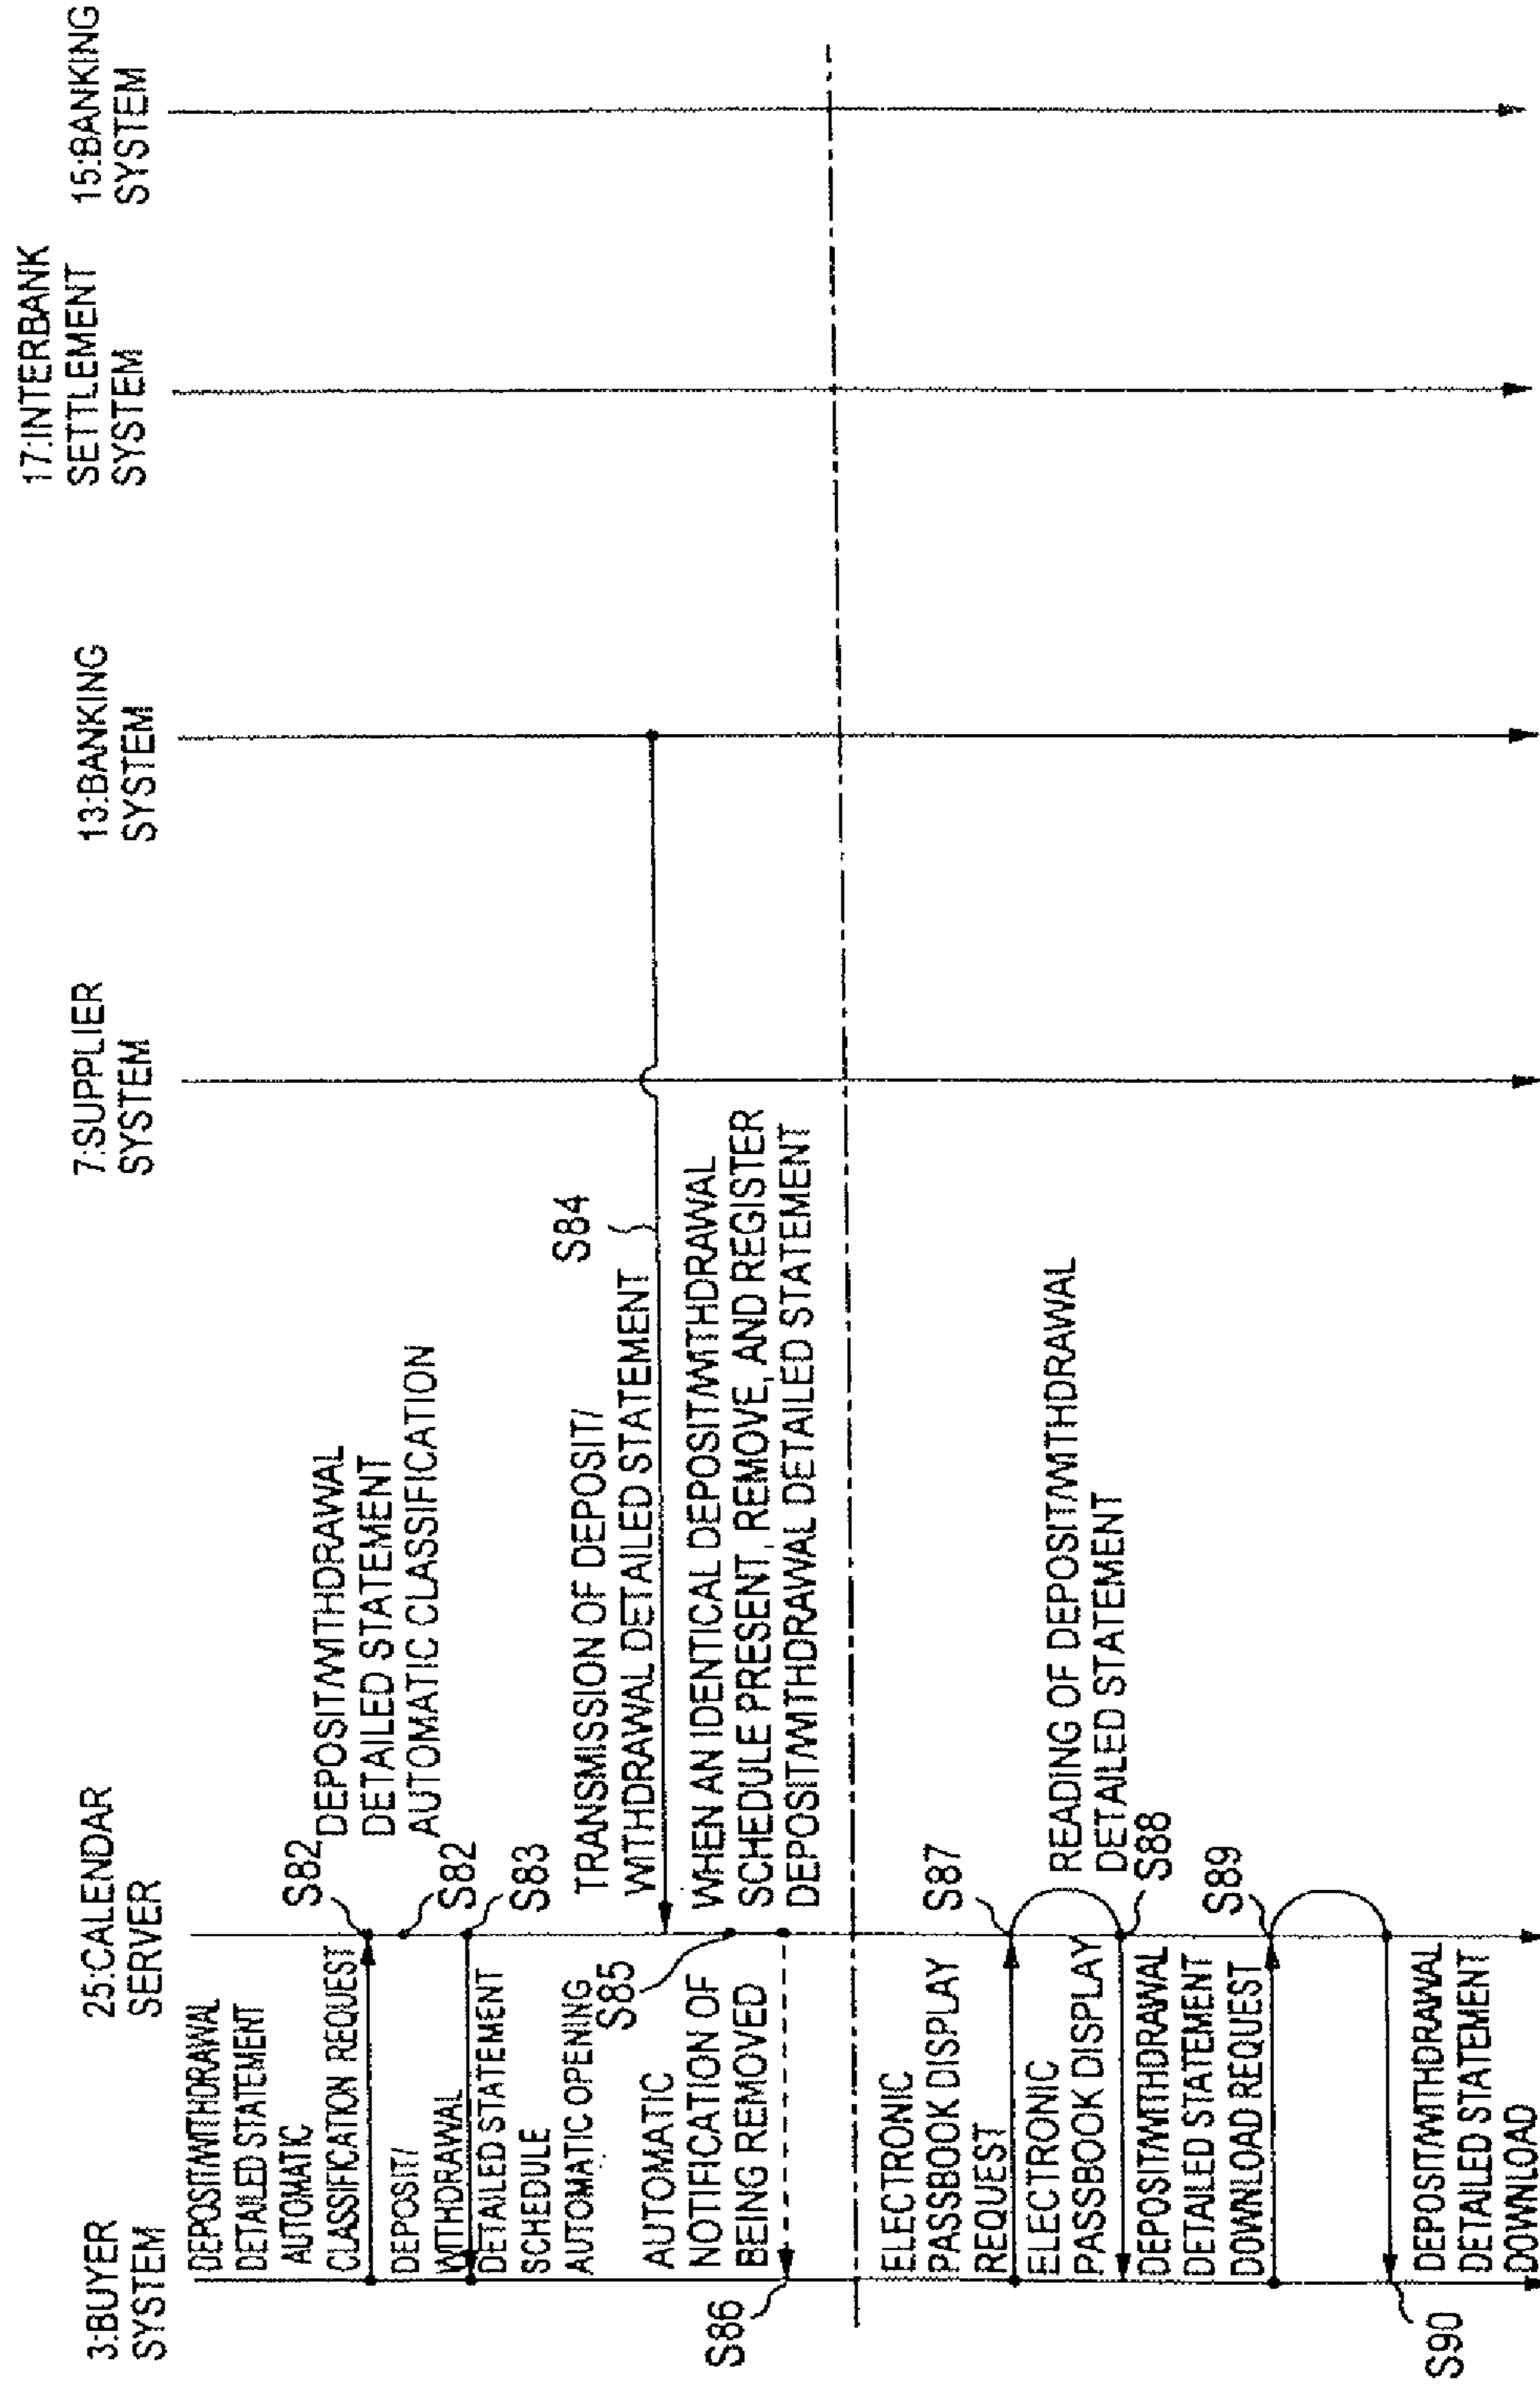 3:BUYER
SYSTEM
25:CALENDAR
SERVER
7:SUPPLIER
SYSTEM
13:BANKING
SYSTEM
17:INTERBANK
SETTLEMENT
SYSTEM
15:BANKING
SYSTEM
DEPOSIT/WITHDRAWAL
DETAILED STATEMENT
AUTOMATIC
CLASSIFICATION REQUEST
S82
DEPOSIT/WITHDRAWAL
DETAILED STATEMENT
AUTOMATIC CLASSIFICATION
S82
DEPOSIT/
WITHDRAWAL
DETAILED STATEMENT
SCHEDULE
AUTOMATIC OPENING
S83
TRANSMISSION OF DEPOSIT/
WITHDRAWAL DETAILED STATEMENT
S84
S85
WHEN AN IDENTICAL DEPOSIT/WITHDRAWAL
SCHEDULE PRESENT, REMOVE, AND REGISTER
DEPOSIT/WITHDRAWAL DETAILED STATEMENT
AUTOMATIC
NOTIFICATION OF
BEING REMOVED
S86
ELECTRONIC
PASSBOOK DISPLAY
REQUEST
S87
READING OF DEPOSIT/WITHDRAWAL
DETAILED STATEMENT
ELECTRONIC
PASSBOOK DISPLAY
S88
DEPOSIT/WITHDRAWAL
DETAILED STATEMENT
DOWNLOAD REQUEST
S89
DEPOSIT/WITHDRAWAL
DETAILED STATEMENT
DOWNLOAD
S90